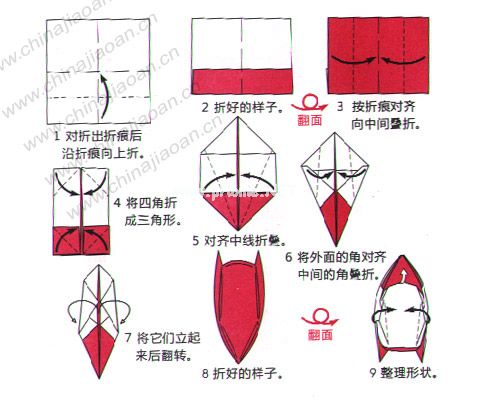 www.chinajiaoan.cn
www.chinajiaoan.cn
1 对折出折痕后
沿折痕向上折。
2 折好的样子。
翻面
3 按折痕对齐
向中间叠折。
4 将四角折
成三角形。
5 对齐中线折叠。
6 将外面的角对齐
中间的角叠折。
7 将它们立起
来后翻转。
8 折好的样子。
翻面
9 整理形状。